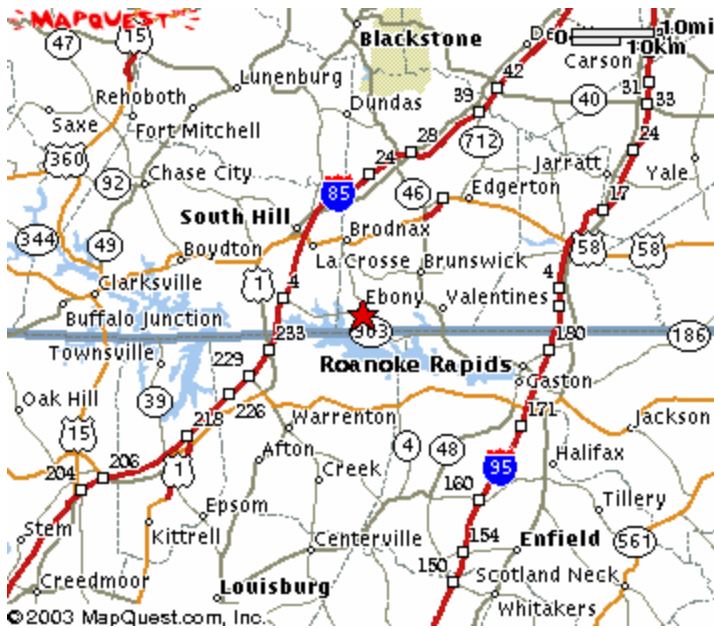 MAPQUEST
15
47
Blackstone
De
0
10mi
10km
Carson
42
Lunenburg
39
31
33
Rehoboth
Dundas
40
Saxe
Fort Mitchell
28
712
24
360
Chase City
24
Jarratt
Yale
92
85
46
Edgerton
17
South Hill
344
49
Brodnax
58
58
Boydton
La Crosse
Brunswick
1
4
Clarksville
4
Ebony
Valentines
Buffalo Junction
233
903
180
186
Townsville
Roanoke Rapids
229
Gaston
Oak Hill
39
226
171
218
Warrenton
Jackson
15
Afton
4
48
Halifax
206
1
Creek
95
204
160
Tillery
Epsom
Stem
Kittrell
Centerville
154
Enfield
561
150
Creedmoor
Louisburg
Scotland Neck
Whitakers
© 2003 MapQuest.com, Inc.